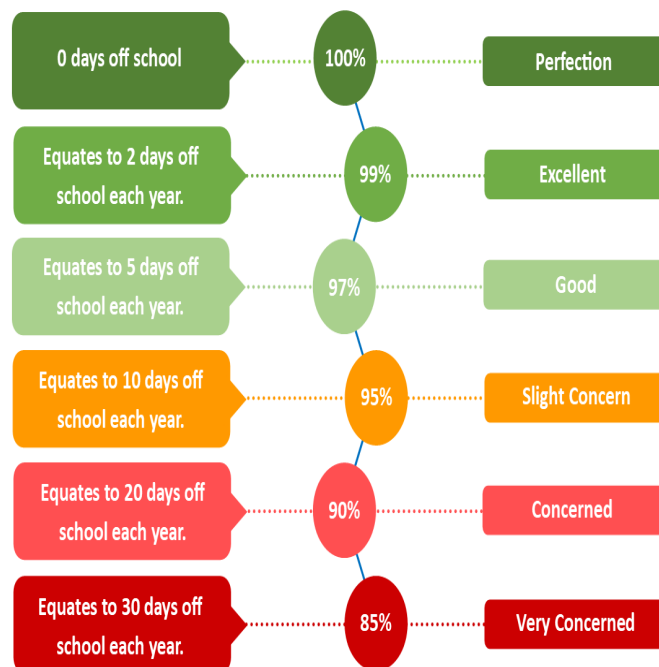 0 days off school
100%
Perfection
Equates to 2 days off
school each year.
99%
Excellent
Equates to 5 days off
school each year.
97%
Good
Equates to 10 days off
school each year.
95%
Slight Concern
Equates to 20 days off
school each year.
90%
Concerned
Equates to 30 days off
school each year.
85%
Very Concerned